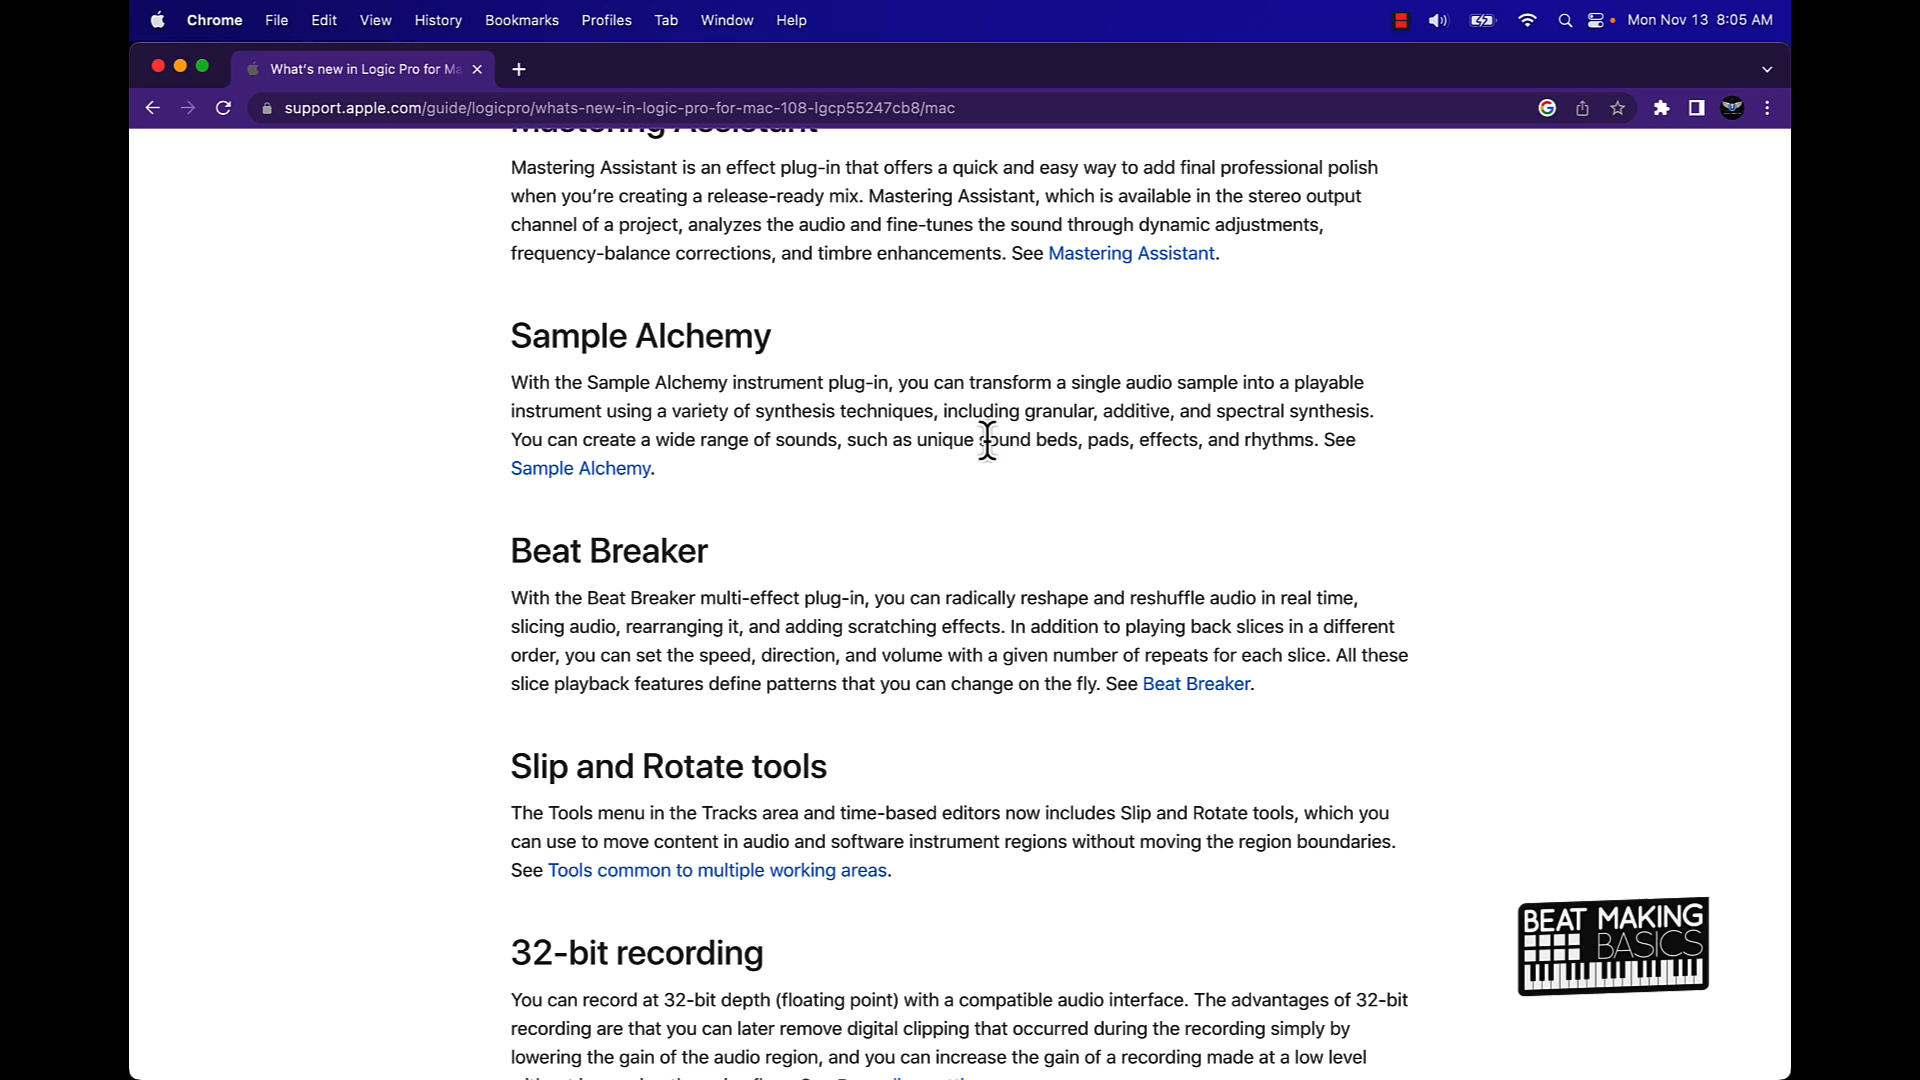 Chrome File Edit View History Bookmarks Profiles Tab Window Help Mon Nov 13 8:05 AM
What's new in Logic Pro for Ma
support.apple.com/guide/logicpro/whats-new-in-logic-pro-for-mac-108-lgcp55247cb8/mac
Mastering Assistant
Mastering Assistant is an effect plug-in that offers a quick and easy way to add final professional polish
when you’re creating a release-ready mix. Mastering Assistant, which is available in the stereo output
channel of a project, analyzes the audio and fine-tunes the sound through dynamic adjustments,
frequency-balance corrections, and timbre enhancements. See Mastering Assistant.
Sample Alchemy
With the Sample Alchemy instrument plug-in, you can transform a single audio sample into a playable
instrument using a variety of synthesis techniques, including granular, additive, and spectral synthesis.
You can create a wide range of sounds, such as unique sound beds, pads, effects, and rhythms. See
Sample Alchemy.
Beat Breaker
With the Beat Breaker multi-effect plug-in, you can radically reshape and reshuffle audio in real time,
slicing audio, rearranging it, and adding scratching effects. In addition to playing back slices in a different
order, you can set the speed, direction, and volume with a given number of repeats for each slice. All these
slice playback features define patterns that you can change on the fly. See Beat Breaker.
Slip and Rotate tools
The Tools menu in the Tracks area and time-based editors now includes Slip and Rotate tools, which you
can use to move content in audio and software instrument regions without moving the region boundaries.
See Tools common to multiple working areas.
32-bit recording
You can record at 32-bit depth (floating point) with a compatible audio interface. The advantages of 32-bit
recording are that you can later remove digital clipping that occurred during the recording simply by
lowering the gain of the audio region, and you can increase the gain of a recording made at a low level
BEAT MAKING
BASICS